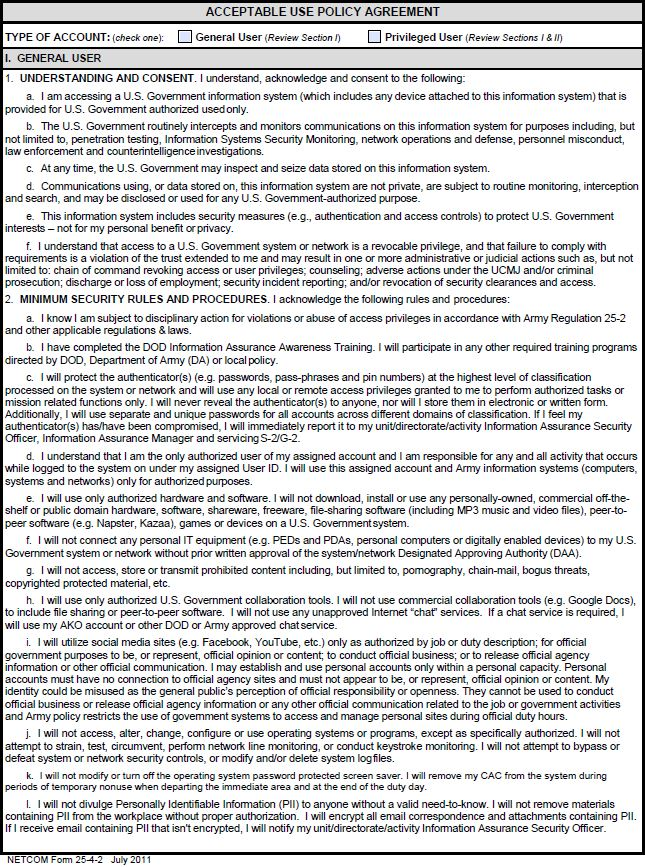 ACCEPTABLE USE POLICY AGREEMENT
TYPE OF ACCOUNT: (check one): General User (Review Section I) Privileged User (Review Sections I & II)
I. GENERAL USER
1. UNDERSTANDING AND CONSENT. I understand, acknowledge and consent to the following:
a. I am accessing a U.S. Government information system (which includes any device attached to this information system) that is
provided for U.S. Government authorized use only.
b. The U.S. Government routinely intercepts and monitors communications on this information system for purposes including, but
not limited to, penetration testing, Information Systems Security Monitoring, network operations and defense, personnel misconduct,
law enforcement and counterintelligence investigations.
c. At any time, the U.S. Government may inspect and seize data stored on this information system.
d. Communications using, or data stored on, this information system are not private, are subject to routine monitoring, interception
and search, and may be disclosed or used for any U.S. Government-authorized purpose.
e. This information system includes security measures (e.g., authentication and access controls) to protect U.S. Government
interests – not for my personal benefit or privacy.
f. I understand that access to a U.S. Government system or network is a revocable privilege, and that failure to comply with
requirements is a violation of the trust extended to me and may result in one or more administrative or judicial actions such as, but not
limited to: chain of command revoking access or user privileges; counseling; adverse actions under the UCMJ and/or criminal
prosecution; discharge or loss of employment; security incident reporting; and/or revocation of security clearances and access.
2. MINIMUM SECURITY RULES AND PROCEDURES. I acknowledge the following rules and procedures:
a. I know I am subject to disciplinary action for violations or abuse of access privileges in accordance with Army Regulation 25-2
and other applicable regulations & laws.
b. I have completed the DOD Information Assurance Awareness Training. I will participate in any other required training programs
directed by DOD, Department of Army (DA) or local policy.
c. I will protect the authenticator(s) (e.g. passwords, pass-phrases and pin numbers) at the highest level of classification
processed on the system or network and will use any local or remote access privileges granted to me to perform authorized tasks or
mission related functions only. I will never reveal the authenticator(s) to anyone, nor will I store them in electronic or written form.
Additionally, I will use separate and unique passwords for all accounts across different domains of classification. If I feel my
authenticator(s) has/have been compromised, I will immediately report it to my unit/directorate/activity Information Assurance Security
Officer, Information Assurance Manager and servicing S-2/G-2.
d. I understand that I am the only authorized user of my assigned account and I am responsible for any and all activity that occurs
while logged to the system on under my assigned User ID. I will use this assigned account and Army information systems (computers,
systems and networks) only for authorized purposes.
e. I will use only authorized hardware and software. I will not download, install or use any personally-owned, commercial off-the-
shelf or public domain hardware, software, shareware, freeware, file-sharing software (including MP3 music and video files), peer-to-
peer software (e.g. Napster, Kazaa), games or devices on a U.S. Government system.
f. I will not connect any personal IT equipment (e.g. PEDs and PDAs, personal computers or digitally enabled devices) to my U.S.
Government system or network without prior written approval of the system/network Designated Approving Authority (DAA).
g. I will not access, store or transmit prohibited content including, but limited to, pornography, chain-mail, bogus threats,
copyrighted protected material, etc.
h. I will use only authorized U.S. Government collaboration tools. I will not use commercial collaboration tools (e.g. Google Docs),
to include file sharing or peer-to-peer software. I will not use any unapproved Internet “chat” services. If a chat service is required, I
will use my AKO account or other DOD or Army approved chat service.
i. I will utilize social media sites (e.g. Facebook, YouTube, etc.) only as authorized by job or duty description; for official
government purposes to be, or represent, official opinion or content; to conduct official business; or to release official agency
information or other official communication. I may establish and use personal accounts only within a personal capacity. Personal
accounts must have no connection to official agency sites and must not appear to be, or represent, official opinion or content. My
identity could be misused as the general public’s perception of official responsibility or openness. They cannot be used to conduct
official business or release official agency information or any other official communication related to the job or government activities
and Army policy restricts the use of government systems to access and manage personal sites during official duty hours.
j. I will not access, alter, change, configure or use operating systems or programs, except as specifically authorized. I will not
attempt to strain, test, circumvent, perform network line monitoring, or conduct keystroke monitoring. I will not attempt to bypass or
defeat system or network security controls, or modify and/or delete system log files.
k. I will not modify or turn off the operating system password protected screen saver. I will remove my CAC from the system during
periods of temporary nonuse when departing the immediate area and at the end of the duty day.
l. I will not divulge Personally Identifiable Information (PII) to anyone without a valid need-to-know. I will not remove materials
containing PII from the workplace without proper authorization. I will encrypt all email correspondence and attachments containing PII.
If I receive email containing PII that isn't encrypted, I will notify my unit/directorate/activity Information Assurance Security Officer.
NETCOM Form 25-4-2 July 2011